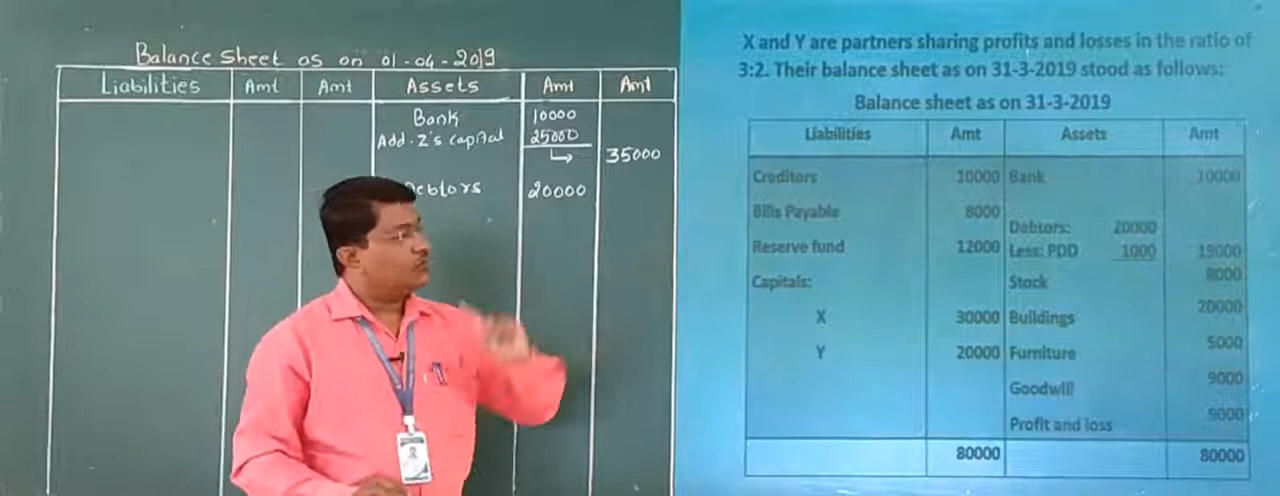 Balance sheet as on 01-04-2019
Liabilities Amt Amt Assets Amt Amt
Bank 10000
Add. Z's capital 25000
35000
Debtors 20000
X and Y are partners sharing profits and losses in the ratio of
3:2. Their balance sheet as on 31-3-2019 stood as follows:
Balance sheet as on 31-3-2019
Liabilities Amt Assets Amt
Creditors 10000 Bank 10000
Bills Payable 8000
Debtors: 20000
Reserve fund 12000 Less: PDD 1000 19000
Capitals: Stock 8000
X 30000 Buildings 20000
Y 20000 Furniture 5000
Goodwill 9000
Profit and loss 9000
80000 80000